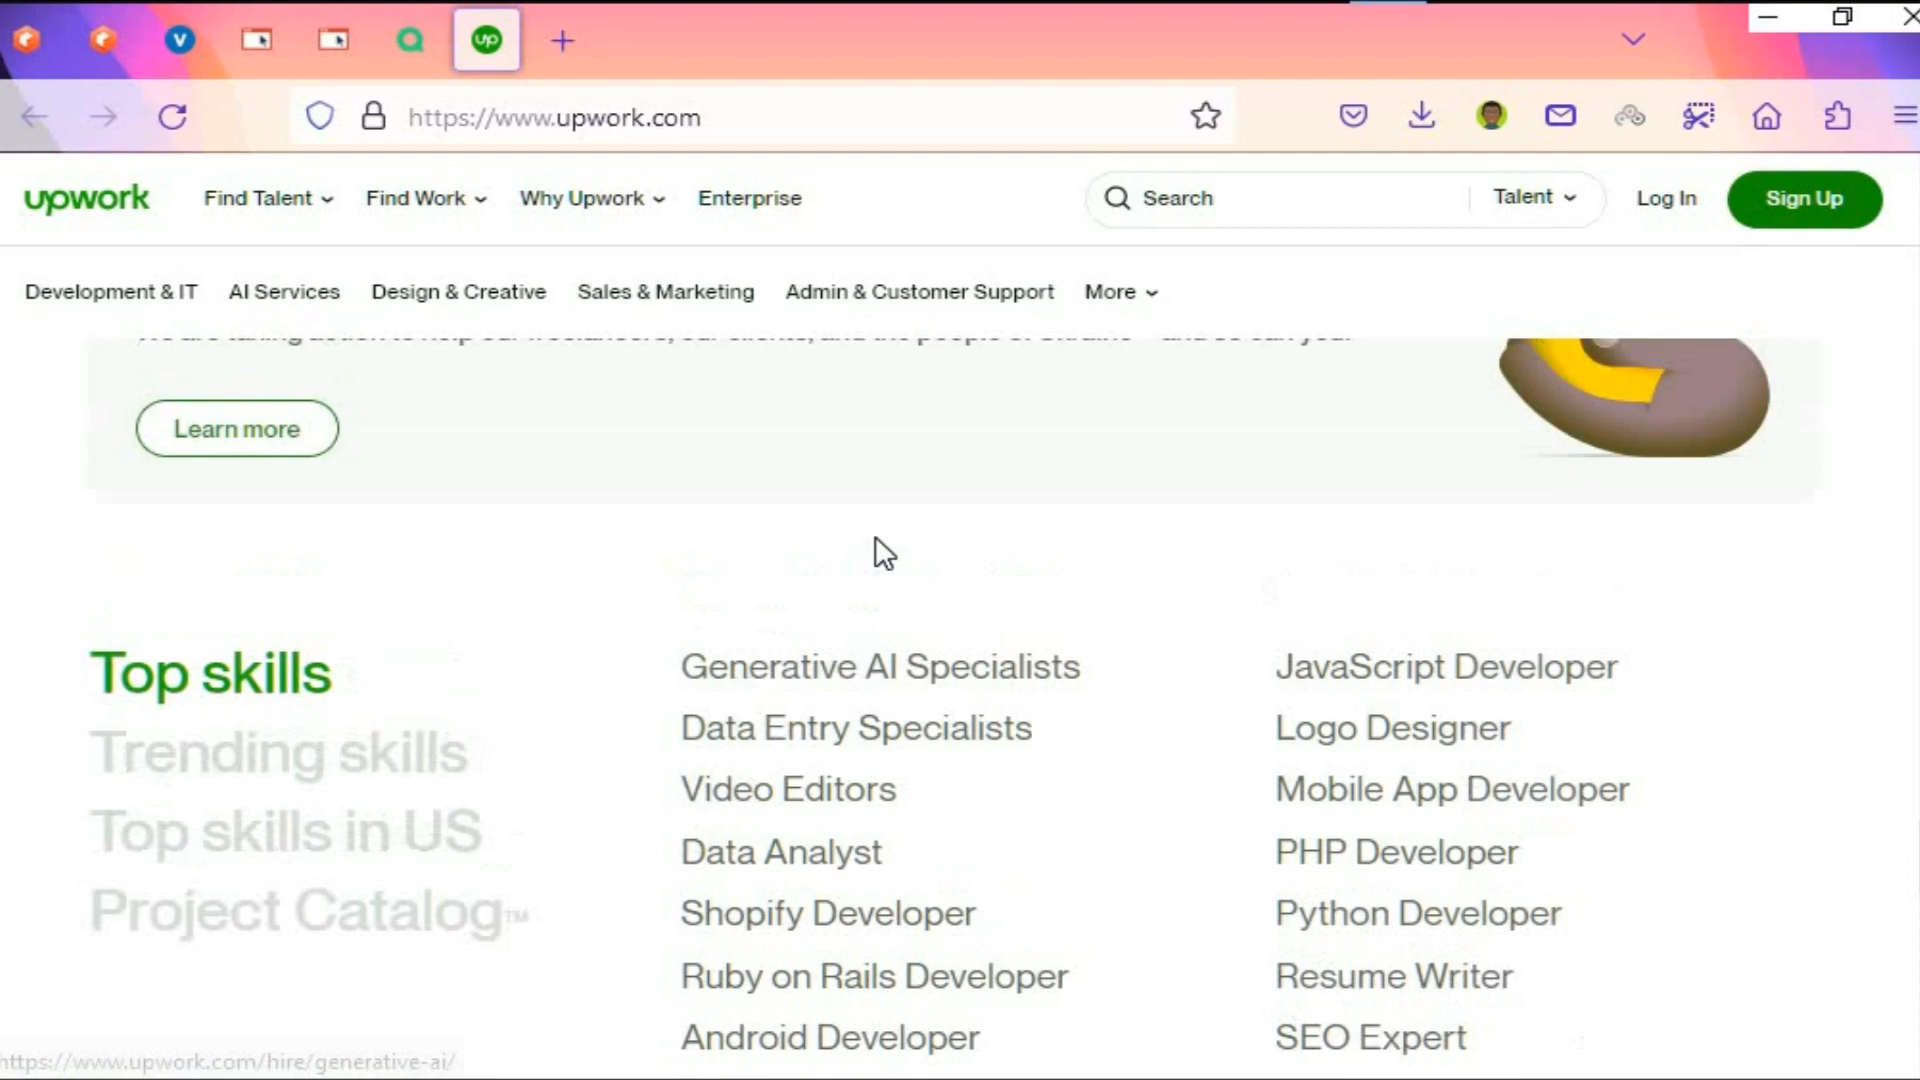 https://www.upwork.com
upwork
Find Talent
Find Work
Why Upwork
Enterprise
Search
Talent
Log In
Sign Up
Development & IT
AI Services
Design & Creative
Sales & Marketing
Admin & Customer Support
More
Learn more
Top skills
Trending skills
Top skills in US
Project Catalog™
Generative AI Specialists
Data Entry Specialists
Video Editors
Data Analyst
Shopify Developer
Ruby on Rails Developer
Android Developer
JavaScript Developer
Logo Designer
Mobile App Developer
PHP Developer
Python Developer
Resume Writer
SEO Expert
https://www.upwork.com/hire/generative-ai/